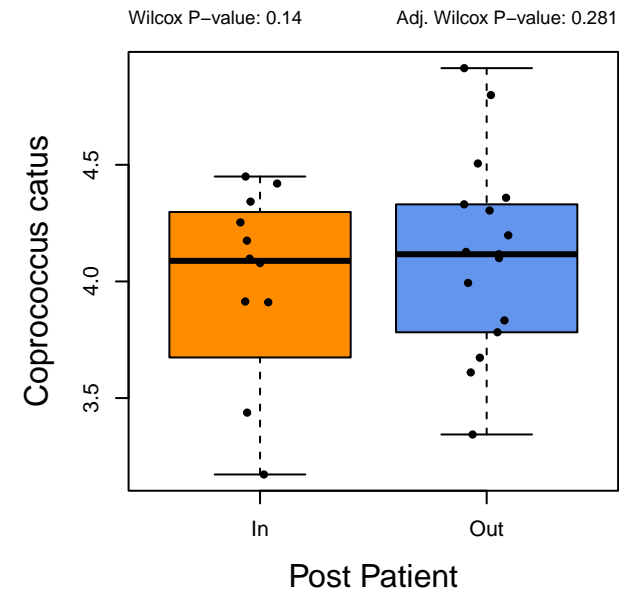 Wilcox P−value: 0.14
Adj. Wilcox P−value: 0.281
Coprococcus catus
4.5
4.0
3.5
In
Out
Post Patient